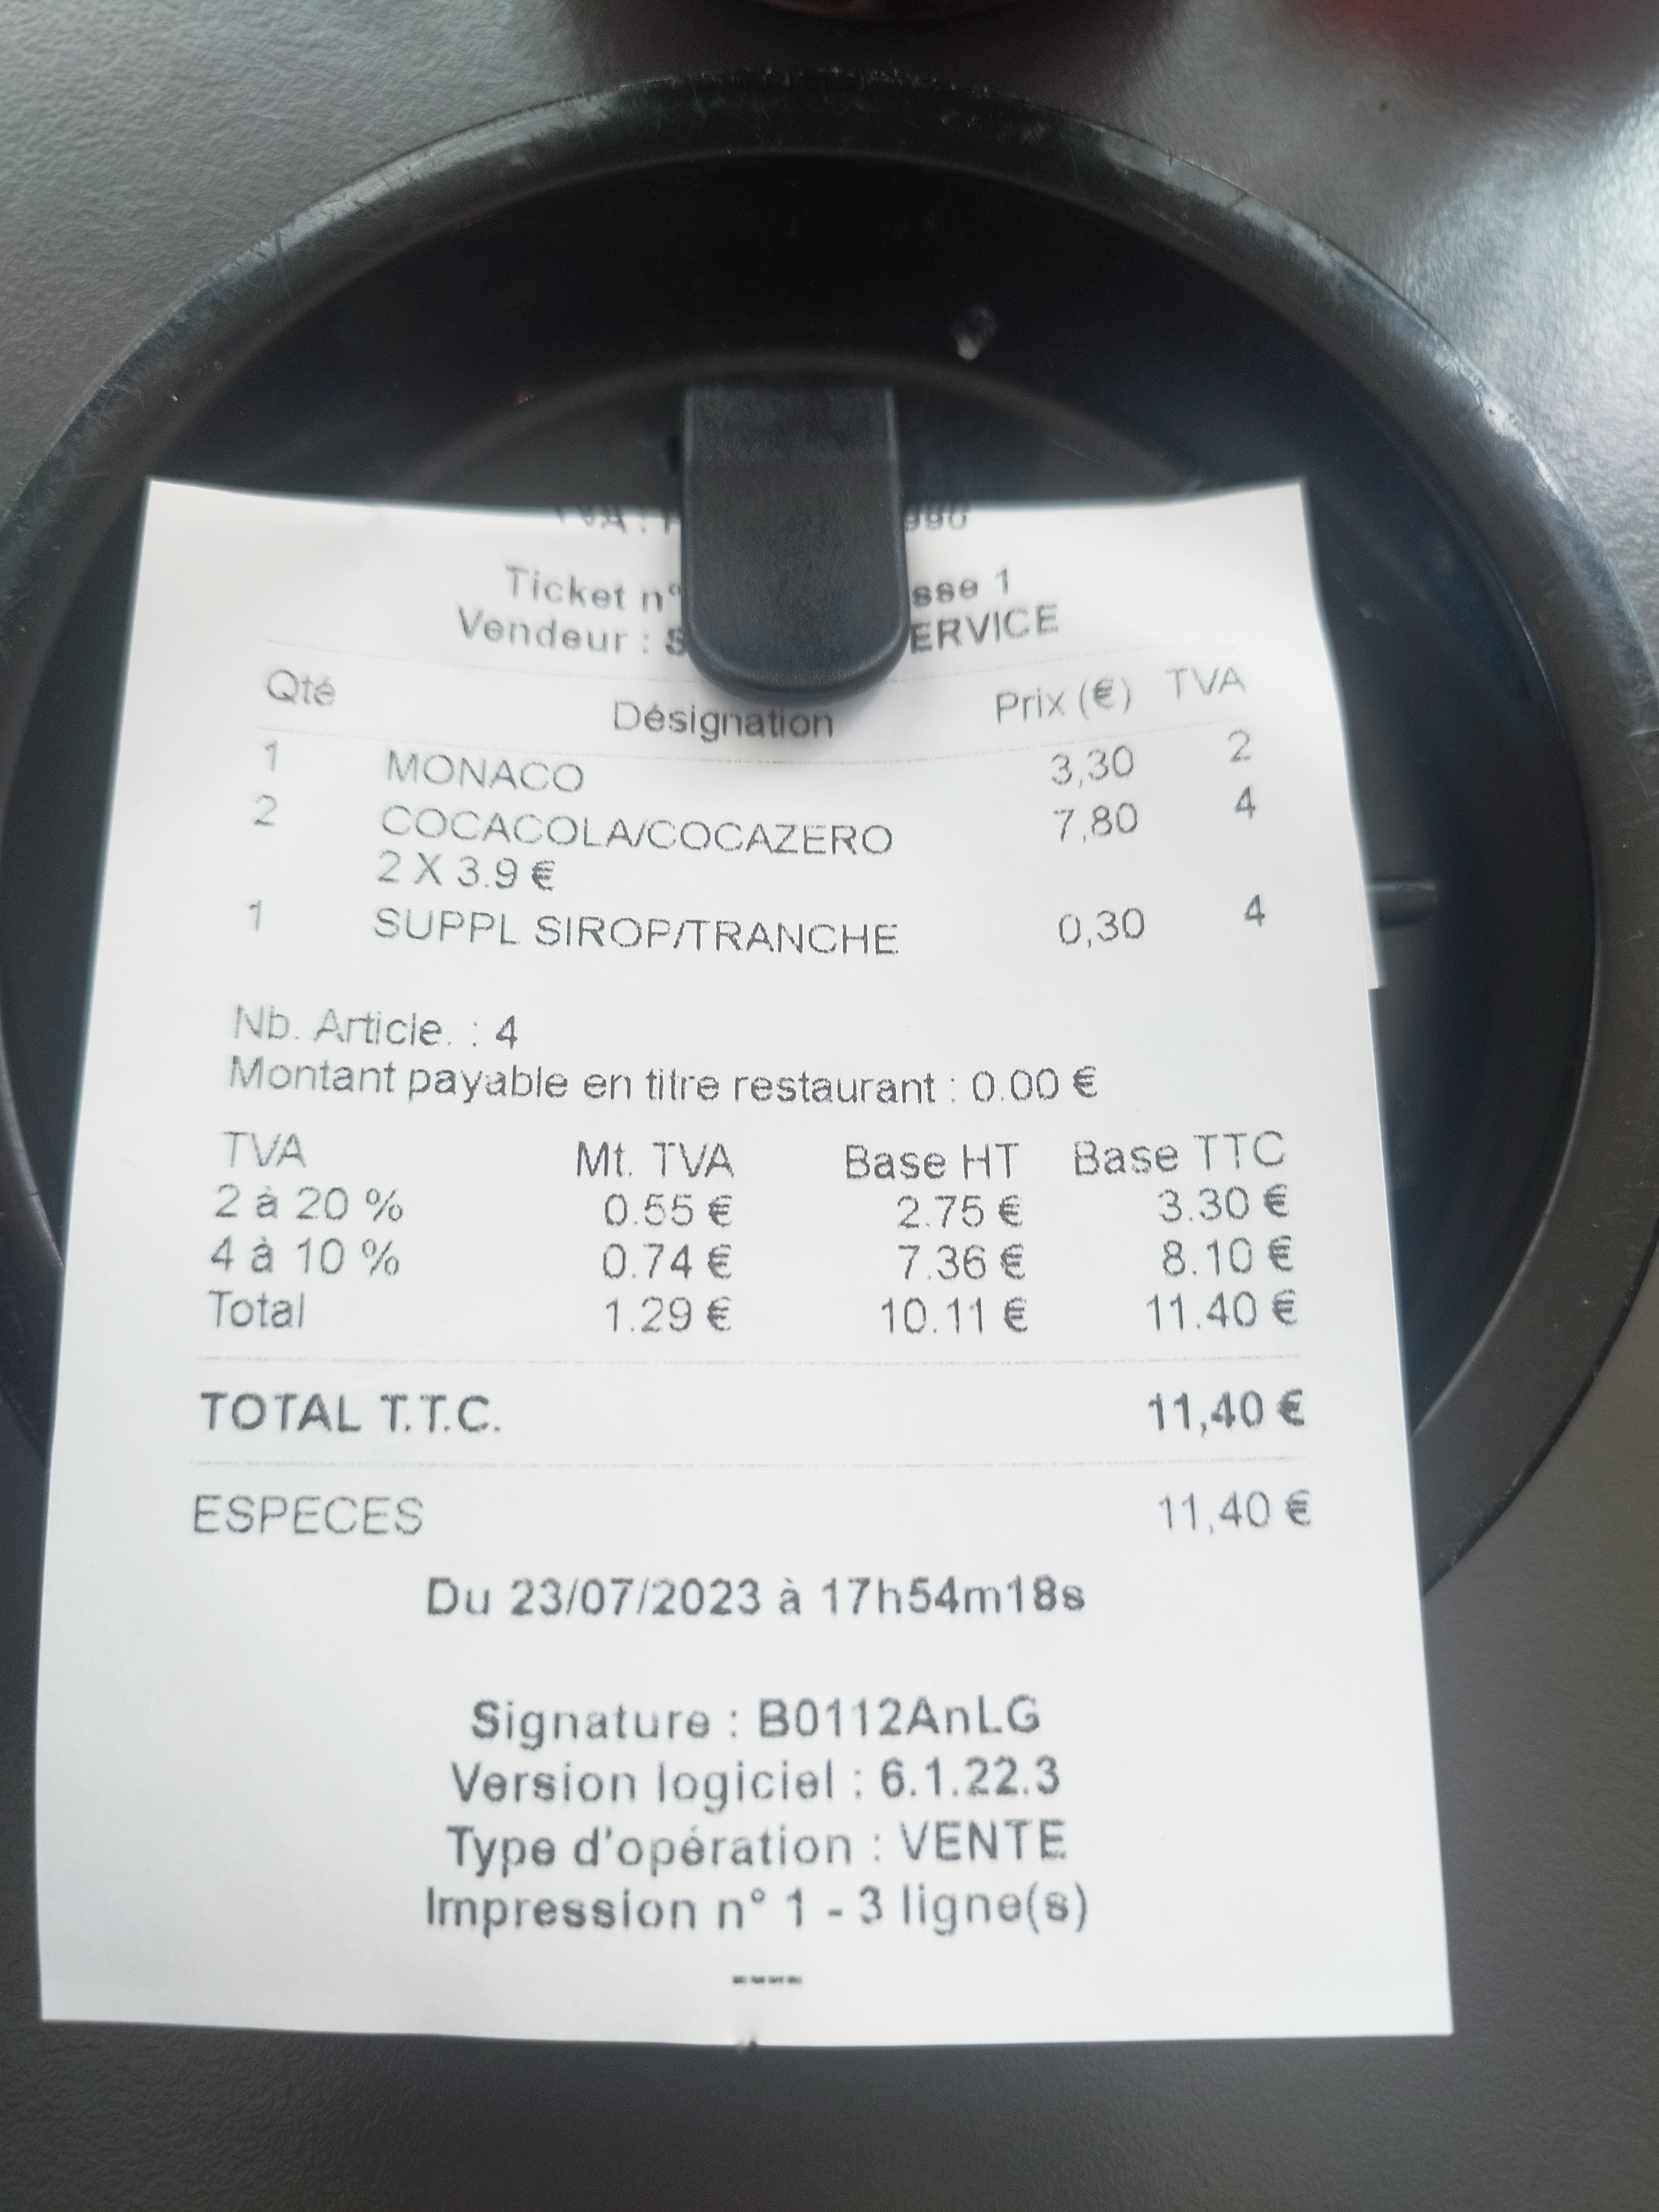 TVA :
Ticket n° sse 1
Vendeur : S ERVICE
Qté Désignation Prix (€) TVA
1 MONACO 3,30 2
2 COCACOLA/COCAZERO 7,80 4
2 X 3.9 €
1 SUPPL SIROP/TRANCHE 0,30 4
Nb. Article. : 4
Montant payable en titre restaurant : 0.00 €
TVA Mt. TVA Base HT Base TTC
2 à 20 % 0.55 € 2.75 € 3.30 €
4 à 10 % 0.74 € 7.36 € 8.10 €
Total 1.29 € 10.11 € 11.40 €
TOTAL T.T.C. 11,40 €
ESPECES 11,40 €
Du 23/07/2023 à 17h54m18s
Signature : B0112AnLG
Version logiciel : 6.1.22.3
Type d'opération : VENTE
Impression n° 1 - 3 ligne(s)
----